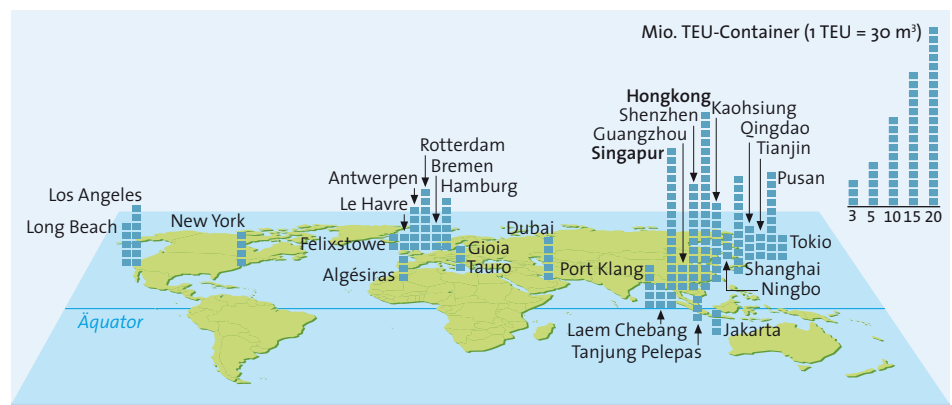 Mio. TEU-Container (1 TEU = 30 m³)
3 5 10 15 20
Los Angeles
Long Beach
New York
Rotterdam
Bremen
Antwerpen
Hamburg
Le Havre
Felixstowe
Algésiras
Gioia
Tauro
Dubai
Hongkong
Shenzhen
Guangzhou
Singapur
Kaohsiung
Qingdao
Tianjin
Pusan
Tokio
Shanghai
Ningbo
Port Klang
Laem Chebang
Tanjung Pelepas
Jakarta
Äquator